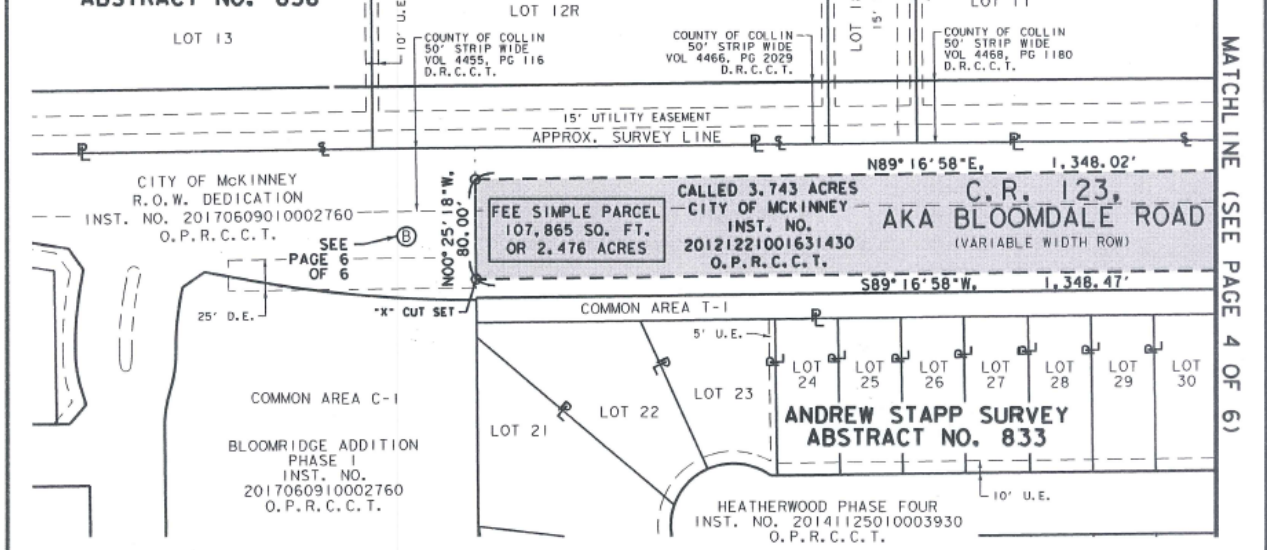 ABSTRACT NO. 838
LOT 12R
LOT 11
LOT 13
10' U.E.
15'
COUNTY OF COLLIN
50' STRIP WIDE
VOL 4455, PG 116
D.R.C.C.T.
COUNTY OF COLLIN
50' STRIP WIDE
VOL 4466, PG 2029
D.R.C.C.T.
COUNTY OF COLLIN
50' STRIP WIDE
VOL 4468, PG 1180
D.R.C.C.T.
15' UTILITY EASEMENT
APPROX. SURVEY LINE
CITY OF McKINNEY
R.O.W. DEDICATION
INST. NO. 20170609010002760
O.P.R.C.C.T.
SEE
PAGE 6
OF 6
B
N00°25'18"W,
80.00'
N89°16'58"E, 1,348.02'
FEE SIMPLE PARCEL
107,865 SQ. FT.
OR 2.476 ACRES
CALLED 3.743 ACRES
CITY OF MCKINNEY
INST. NO.
20121221001631430
O.P.R.C.C.T.
C.R. 123,
AKA BLOOMDALE ROAD
(VARIABLE WIDTH ROW)
S89°16'58"W, 1,348.47'
25' D.E.
"X" CUT SET
COMMON AREA T-1
5' U.E.
LOT 21
LOT 22
LOT 23
LOT
24
LOT
25
LOT
26
LOT
27
LOT
28
LOT
29
LOT
30
ANDREW STAPP SURVEY
ABSTRACT NO. 833
COMMON AREA C-1
BLOOMRIDGE ADDITION
PHASE I
INST. NO.
20170609010002760
O.P.R.C.C.T.
10' U.E.
HEATHERWOOD PHASE FOUR
INST. NO. 20141125010003930
O.P.R.C.C.T.
MATCHLINE (SEE PAGE 4 OF 6)